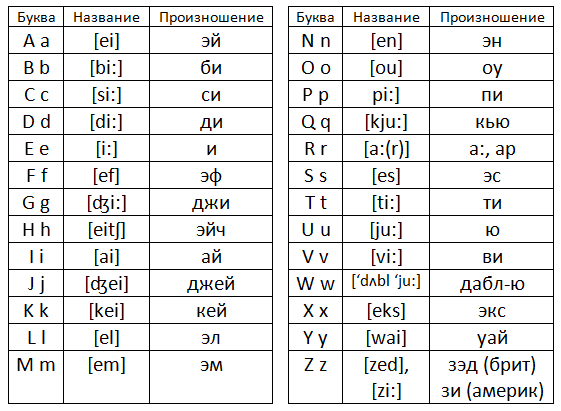 Буква Название Произношение
A a [ei] эй
B b [bi:] би
C c [si:] си
D d [di:] ди
E e [i:] и
F f [ef] эф
G g [ʤi:] джи
H h [eitʃ] эйч
I i [ai] ай
J j [ʤei] джей
K k [kei] кей
L l [el] эл
M m [em] эм
Буква Название Произношение
N n [en] эн
O o [ou] оу
P p pi:] пи
Q q [kju:] кью
R r [a:(r)] а:, ар
S s [es] эс
T t [ti:] ти
U u [ju:] ю
V v [vi:] ви
W w [‘dʌbl ‘ju:] дабл-ю
X x [eks] экс
Y y [wai] уай
Z z [zed], зэд (брит)
[zi:] зи (америк)